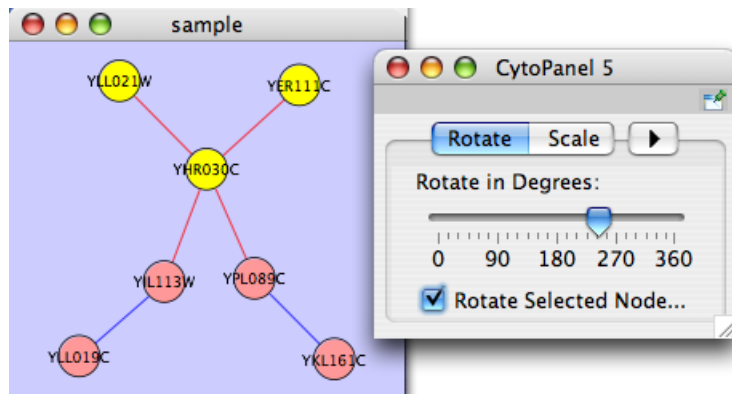 sample
YLL021W
YER111C
YHR030C
YIL113W
YPL089C
YLL019C
YKL161C
CytoPanel 5
Rotate Scale
Rotate in Degrees:
0 90 180 270 360
Rotate Selected Node...